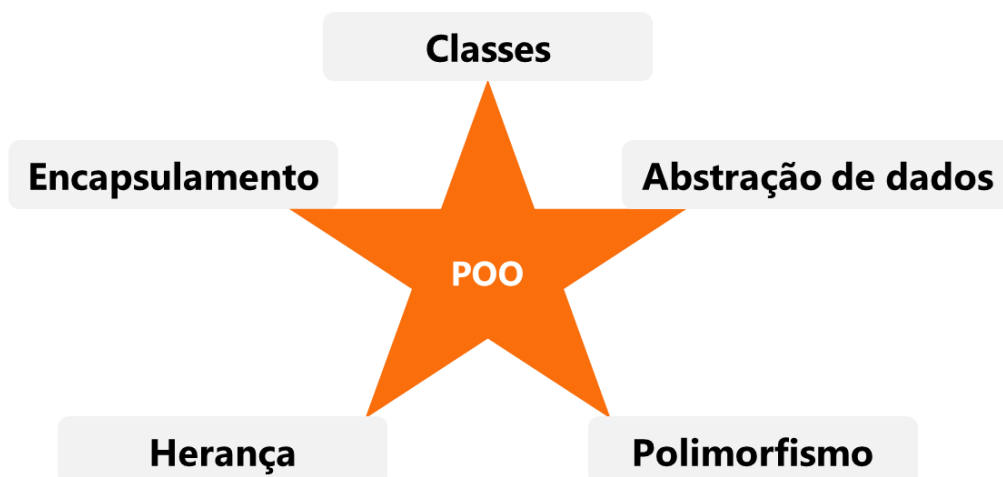 Classes
Encapsulamento
Abstração de dados
POO
Herança
Polimorfismo